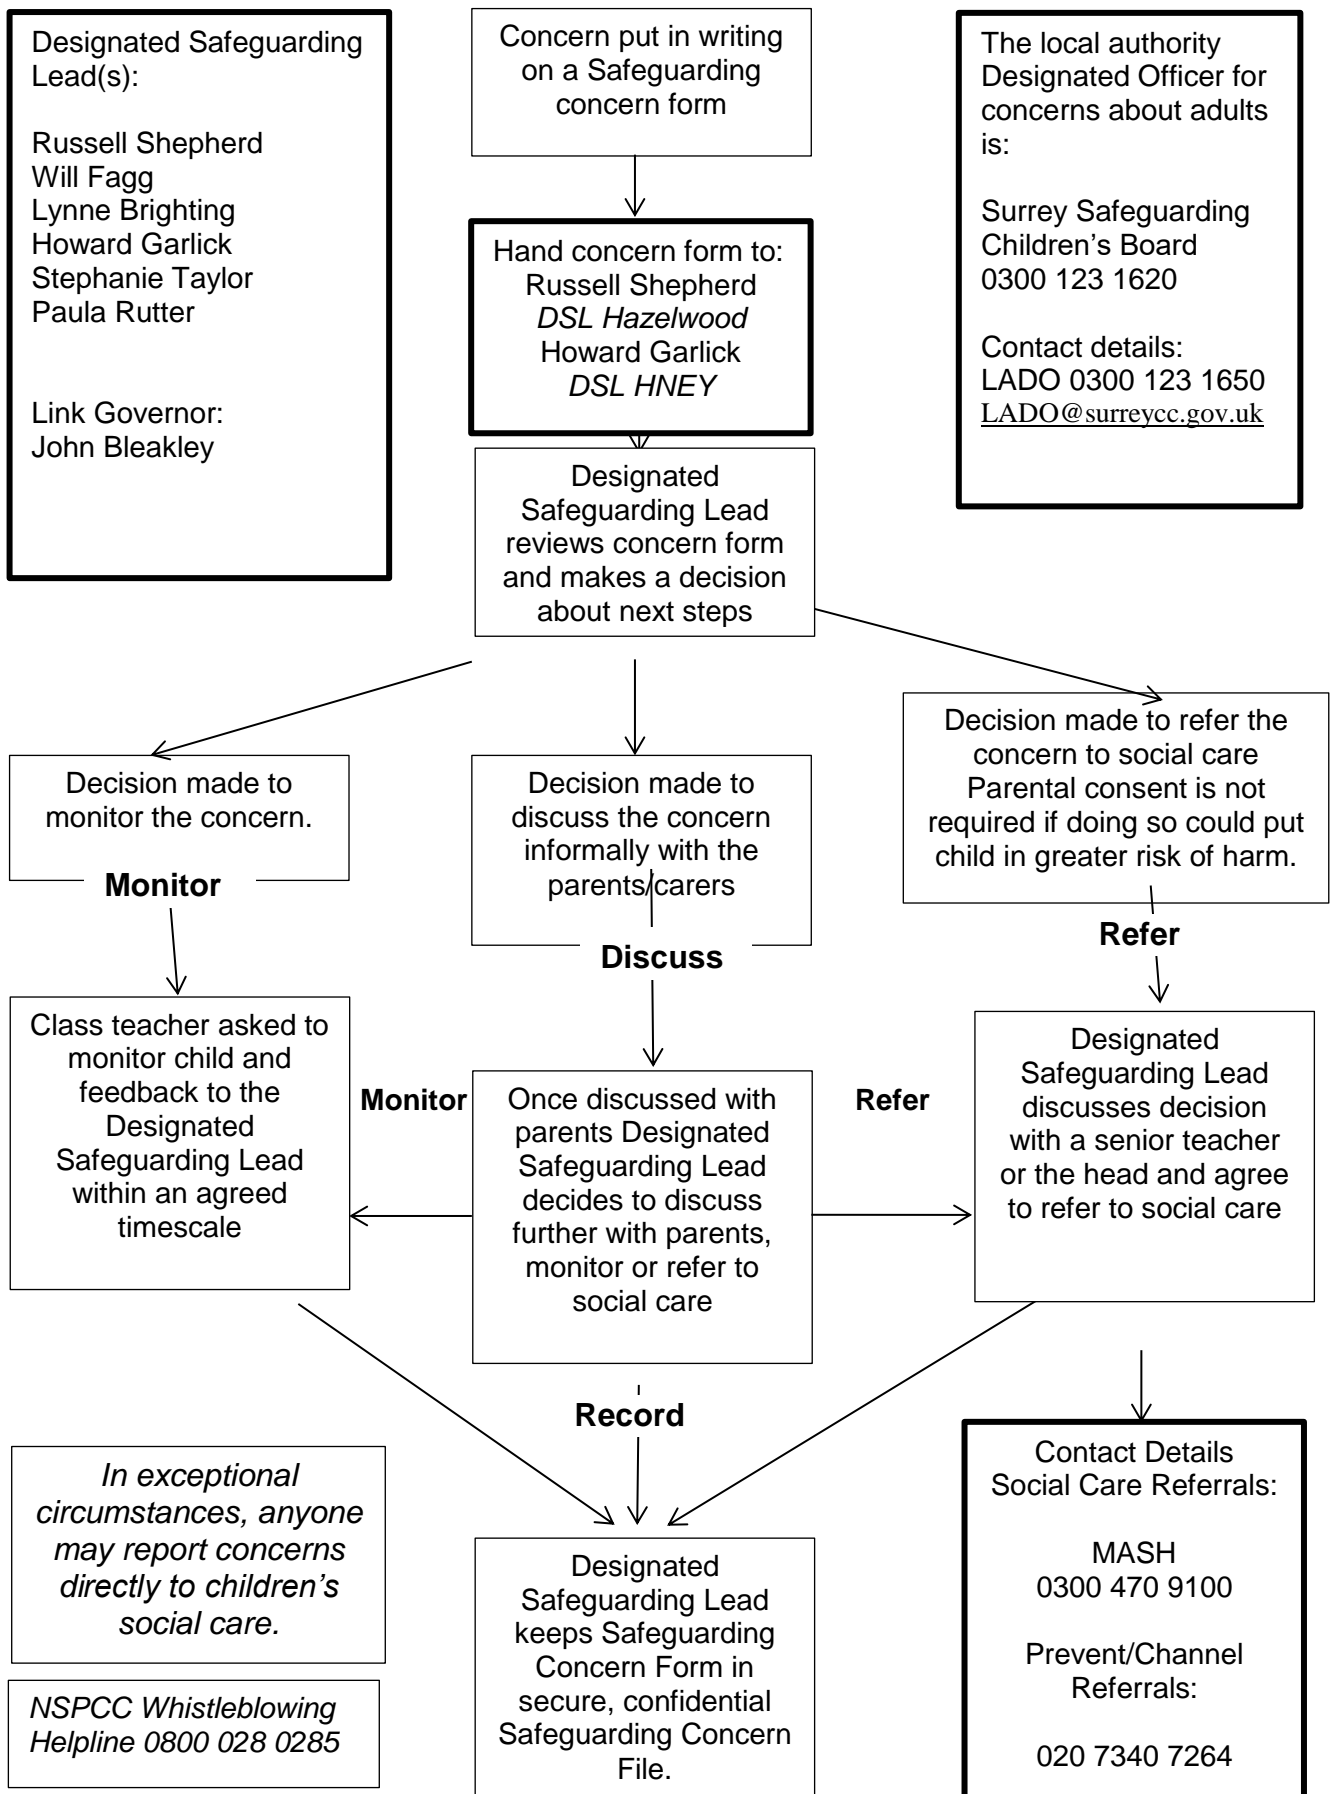 Designated Safeguarding
Lead(s):
Russell Shepherd
Will Fagg
Lynne Brighting
Howard Garlick
Stephanie Taylor
Paula Rutter
Link Governor:
John Bleakley
Concern put in writing
on a Safeguarding
concern form
The local authority
Designated Officer for
concerns about adults
is:
Surrey Safeguarding
Children’s Board
0300 123 1620
Contact details:
LADO 0300 123 1650
LADO@surreycc.gov.uk
Hand concern form to:
Russell Shepherd
DSL Hazelwood
Howard Garlick
DSL HNEY
Designated
Safeguarding Lead
reviews concern form
and makes a decision
about next steps
Decision made to
monitor the concern.
Monitor
Decision made to
discuss the concern
informally with the
parents/carers
Discuss
Decision made to refer the
concern to social care
Parental consent is not
required if doing so could put
child in greater risk of harm.
Refer
Class teacher asked to
monitor child and
feedback to the
Designated
Safeguarding Lead
within an agreed
timescale
Monitor
Once discussed with
parents Designated
Safeguarding Lead
decides to discuss
further with parents,
monitor or refer to
social care
Refer
Designated
Safeguarding Lead
discusses decision
with a senior teacher
or the head and agree
to refer to social care
Record
In exceptional
circumstances, anyone
may report concerns
directly to children’s
social care.
NSPCC Whistleblowing
Helpline 0800 028 0285
Designated
Safeguarding Lead
keeps Safeguarding
Concern Form in
secure, confidential
Safeguarding Concern
File.
Contact Details
Social Care Referrals:
MASH
0300 470 9100
Prevent/Channel
Referrals:
020 7340 7264